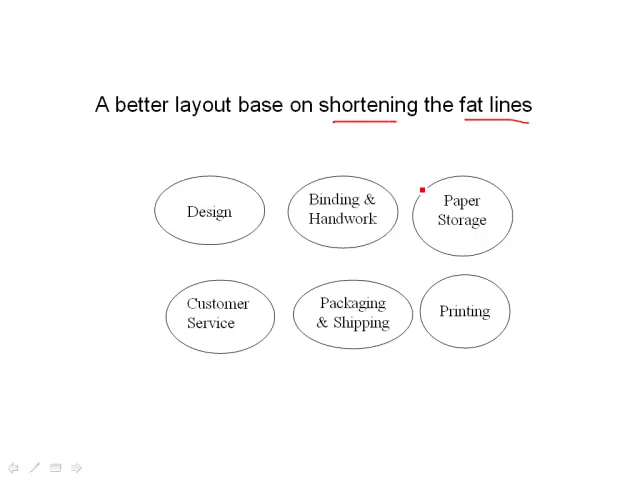 A better layout base on shortening the fat lines
Design
Binding &
Handwork
Paper
Storage
Customer
Service
Packaging
& Shipping
Printing